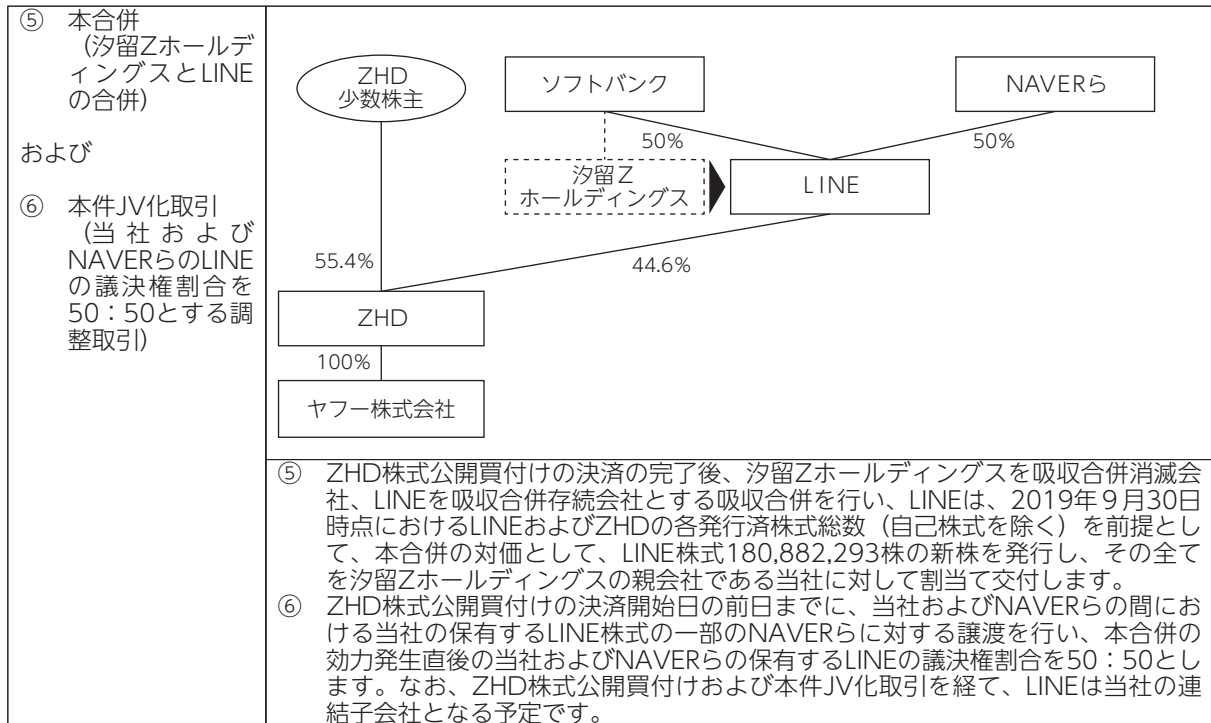 ⑤ 本合併
（汐留Zホールデ
ィングスとLINE
の合併）
および
⑥ 本件JV化取引
（当社および
NAVERらのLINE
の議決権割合を
50：50とする調
整取引）
ZHD
少数株主
ソフトバンク
NAVERら
50%
50%
汐留Z
ホールディングス
LINE
55.4%
44.6%
ZHD
100%
ヤフー株式会社
⑤ ZHD株式公開買付けの決済の完了後、汐留Zホールディングスを吸収合併消滅会
社、LINEを吸収合併存続会社とする吸収合併を行い、LINEは、2019年９月30日
時点におけるLINEおよびZHDの各発行済株式総数（自己株式を除く）を前提とし
て、本合併の対価として、LINE株式180,882,293株の新株を発行し、その全て
を汐留Zホールディングスの親会社である当社に対して割当て交付します。
⑥ ZHD株式公開買付けの決済開始日の前日までに、当社およびNAVERらの間にお
ける当社の保有するLINE株式の一部のNAVERらに対する譲渡を行い、本合併の
効力発生直後の当社およびNAVERらの保有するLINEの議決権割合を50：50とし
ます。なお、ZHD株式公開買付けおよび本件JV化取引を経て、LINEは当社の連
結子会社となる予定です。